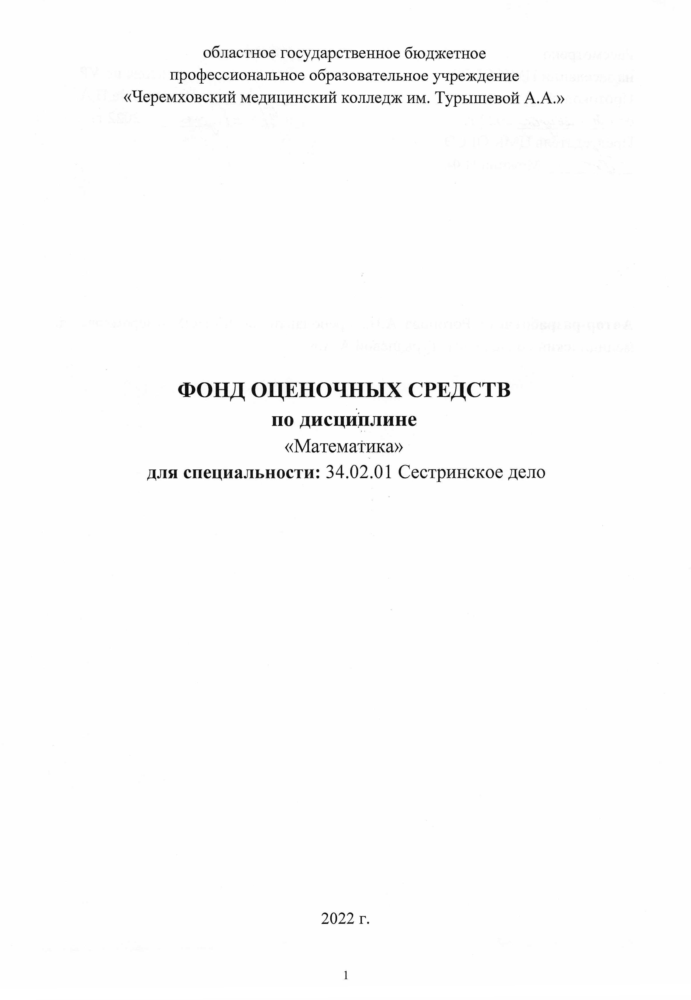 областное государственное бюджетное
профессиональное образовательное учреждение
«Черемховский медицинский колледж им. Турышевой А.А.»
ФОНД ОЦЕНОЧНЫХ СРЕДСТВ
по дисциплине
«Математика»
для специальности: 34.02.01 Сестринское дело
2022 г.
1